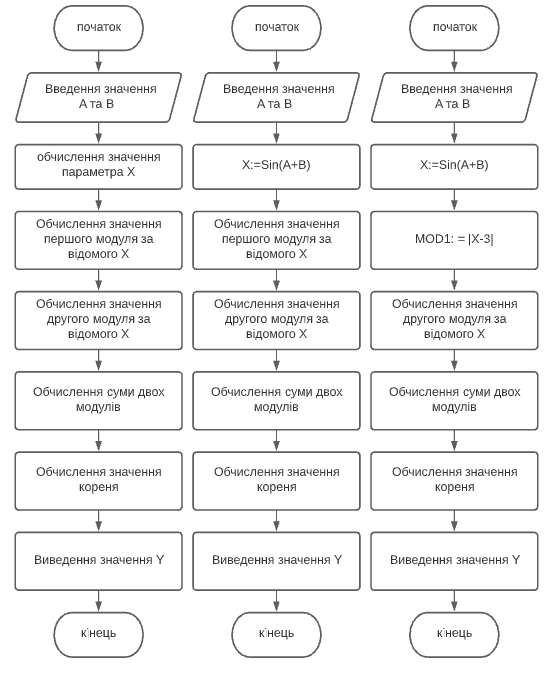 початок
Введення значення
А та В
обчислення значення
параметра Х
Обчислення значення
першого модуля за
відомого Х
Обчислення значення
другого модуля за
відомого Х
Обчислення суми двох
модулів
Обчислення значення
кореня
Виведення значення Y
кінець
початок
Введення значення
А та В
X:=Sin(A+B)
Обчислення значення
першого модуля за
відомого Х
Обчислення значення
другого модуля за
відомого Х
Обчислення суми двох
модулів
Обчислення значення
кореня
Виведення значення Y
кінець
початок
Введення значення
А та В
X:=Sin(A+B)
MOD1: = |X-3|
Обчислення значення
другого модуля за
відомого Х
Обчислення суми двох
модулів
Обчислення значення
кореня
Виведення значення Y
кінець